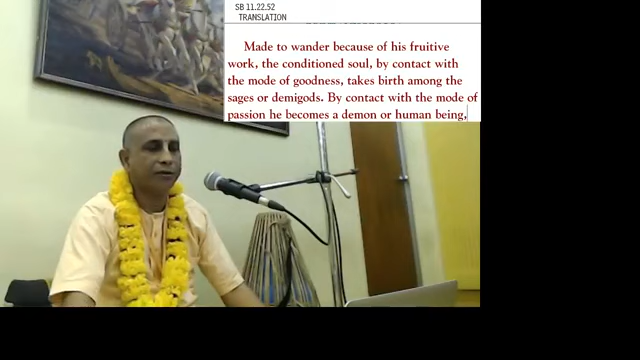 SB 11.22.52
TRANSLATION
Made to wander because of his fruitive
work, the conditioned soul, by contact with
the mode of goodness, takes birth among the
sages or demigods. By contact with the mode of
passion he becomes a demon or human being,